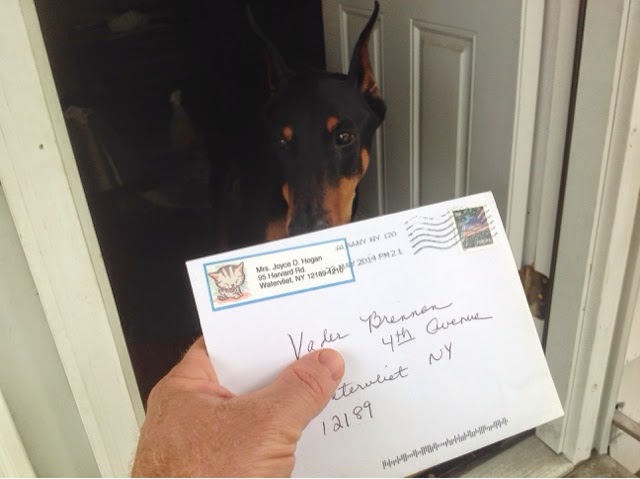 Mrs. Joyce D. Hogan
95 Harvard Rd.
Watervliet, NY 12189-4210
NY 120
2014 PM 2 L
Vader Brennan
4th Avenue
NY
12189